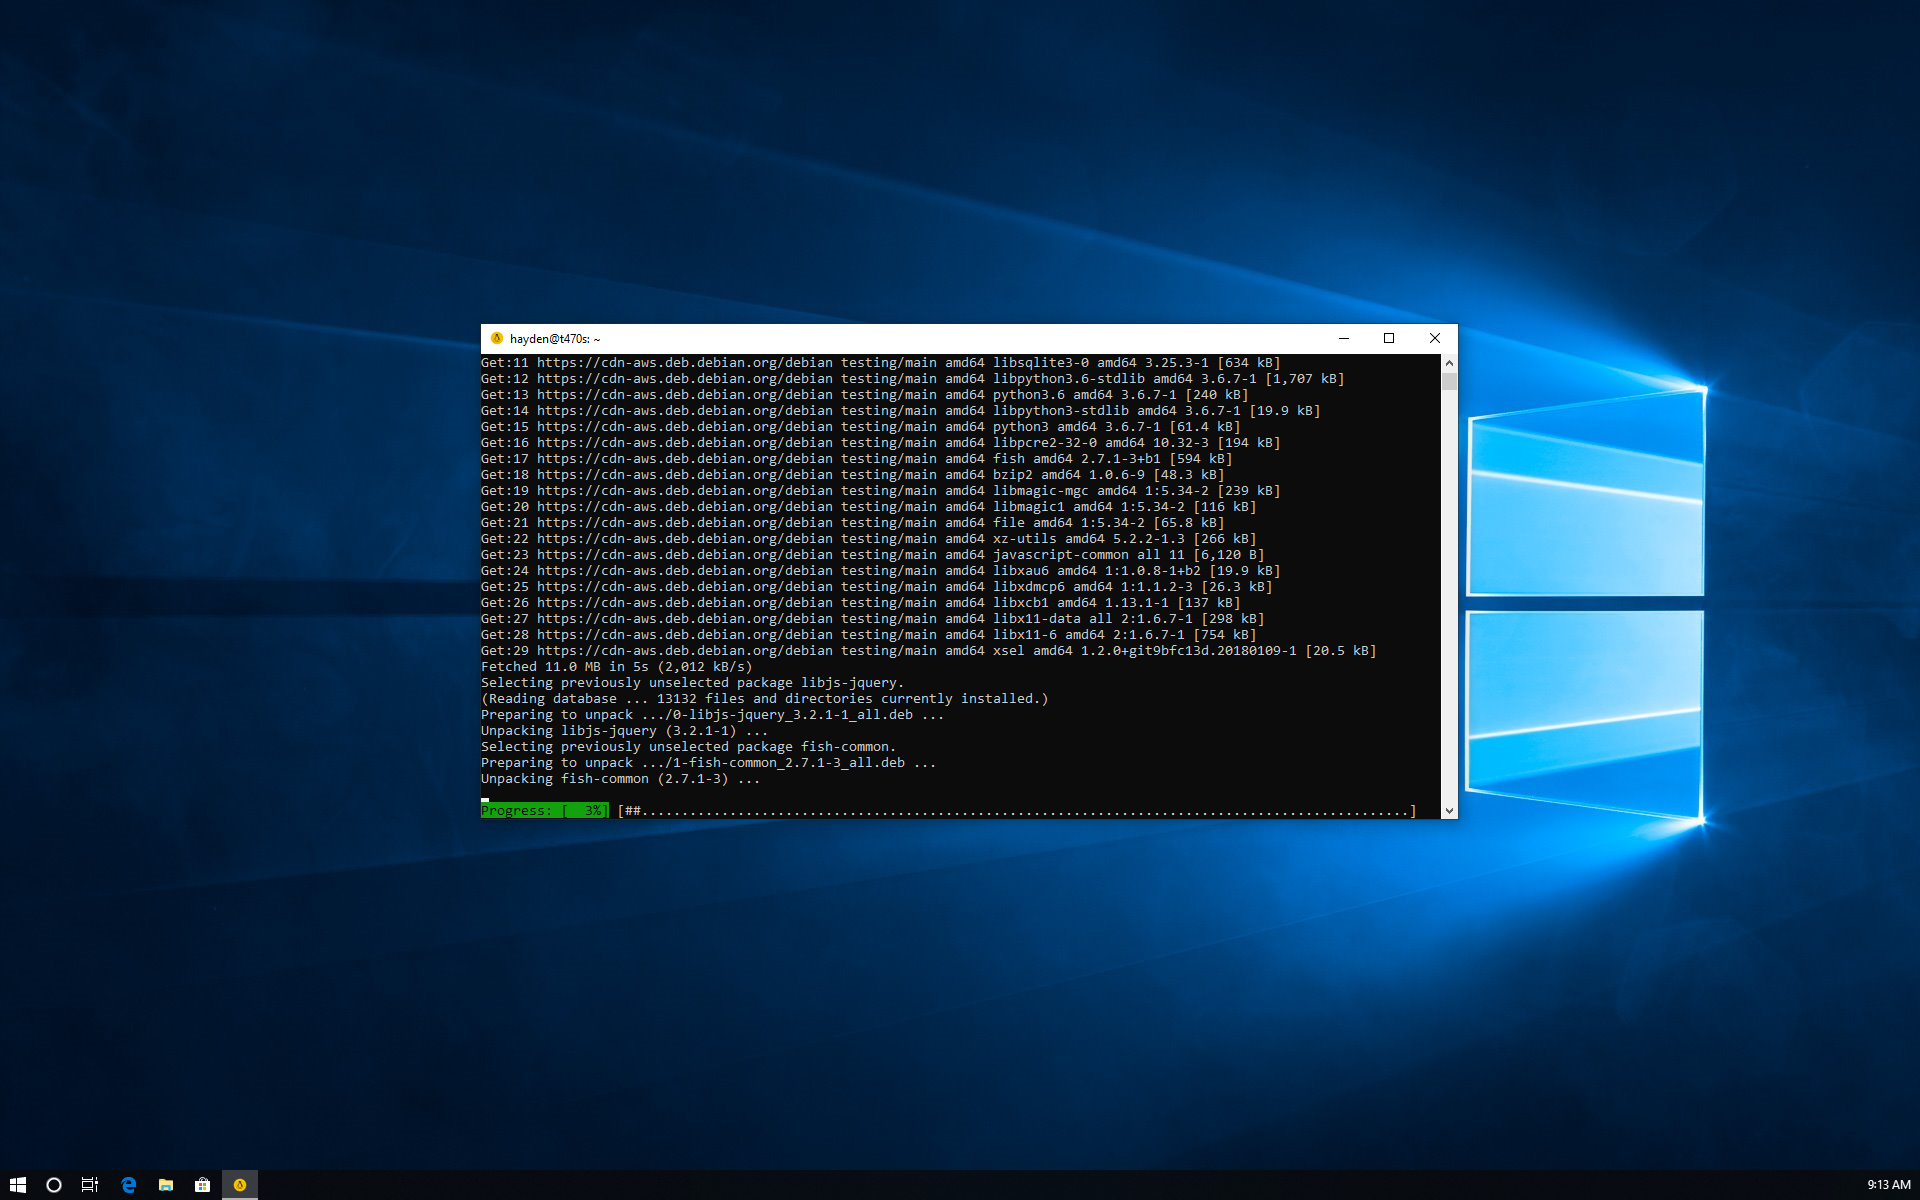 hayden@t470s: ~
Get:11 https://cdn-aws.deb.debian.org/debian testing/main amd64 libsqlite3-0 amd64 3.25.3-1 [634 kB]
Get:12 https://cdn-aws.deb.debian.org/debian testing/main amd64 libpython3.6-stdlib amd64 3.6.7-1 [1,707 kB]
Get:13 https://cdn-aws.deb.debian.org/debian testing/main amd64 python3.6 amd64 3.6.7-1 [240 kB]
Get:14 https://cdn-aws.deb.debian.org/debian testing/main amd64 libpython3-stdlib amd64 3.6.7-1 [19.9 kB]
Get:15 https://cdn-aws.deb.debian.org/debian testing/main amd64 python3 amd64 3.6.7-1 [61.4 kB]
Get:16 https://cdn-aws.deb.debian.org/debian testing/main amd64 libpcre2-32-0 amd64 10.32-3 [194 kB]
Get:17 https://cdn-aws.deb.debian.org/debian testing/main amd64 fish amd64 2.7.1-3+b1 [594 kB]
Get:18 https://cdn-aws.deb.debian.org/debian testing/main amd64 bzip2 amd64 1.0.6-9 [48.3 kB]
Get:19 https://cdn-aws.deb.debian.org/debian testing/main amd64 libmagic-mgc amd64 1:5.34-2 [239 kB]
Get:20 https://cdn-aws.deb.debian.org/debian testing/main amd64 libmagic1 amd64 1:5.34-2 [116 kB]
Get:21 https://cdn-aws.deb.debian.org/debian testing/main amd64 file amd64 1:5.34-2 [65.8 kB]
Get:22 https://cdn-aws.deb.debian.org/debian testing/main amd64 xz-utils amd64 5.2.2-1.3 [266 kB]
Get:23 https://cdn-aws.deb.debian.org/debian testing/main amd64 javascript-common all 11 [6,120 B]
Get:24 https://cdn-aws.deb.debian.org/debian testing/main amd64 libxau6 amd64 1:1.0.8-1+b2 [19.9 kB]
Get:25 https://cdn-aws.deb.debian.org/debian testing/main amd64 libxdmcp6 amd64 1:1.1.2-3 [26.3 kB]
Get:26 https://cdn-aws.deb.debian.org/debian testing/main amd64 libxcb1 amd64 1.13.1-1 [137 kB]
Get:27 https://cdn-aws.deb.debian.org/debian testing/main amd64 libx11-data all 2:1.6.7-1 [298 kB]
Get:28 https://cdn-aws.deb.debian.org/debian testing/main amd64 libx11-6 amd64 2:1.6.7-1 [754 kB]
Get:29 https://cdn-aws.deb.debian.org/debian testing/main amd64 xsel amd64 1.2.0+git9bfc13d.20180109-1 [20.5 kB]
Fetched 11.0 MB in 5s (2,012 kB/s)
Selecting previously unselected package libjs-jquery.
(Reading database ... 13132 files and directories currently installed.)
Preparing to unpack .../0-libjs-jquery_3.2.1-1_all.deb ...
Unpacking libjs-jquery (3.2.1-1) ...
Selecting previously unselected package fish-common.
Preparing to unpack .../1-fish-common_2.7.1-3_all.deb ...
Unpacking fish-common (2.7.1-3) ...
Progress: [  3%] [##................................................................................................]
9:13 AM